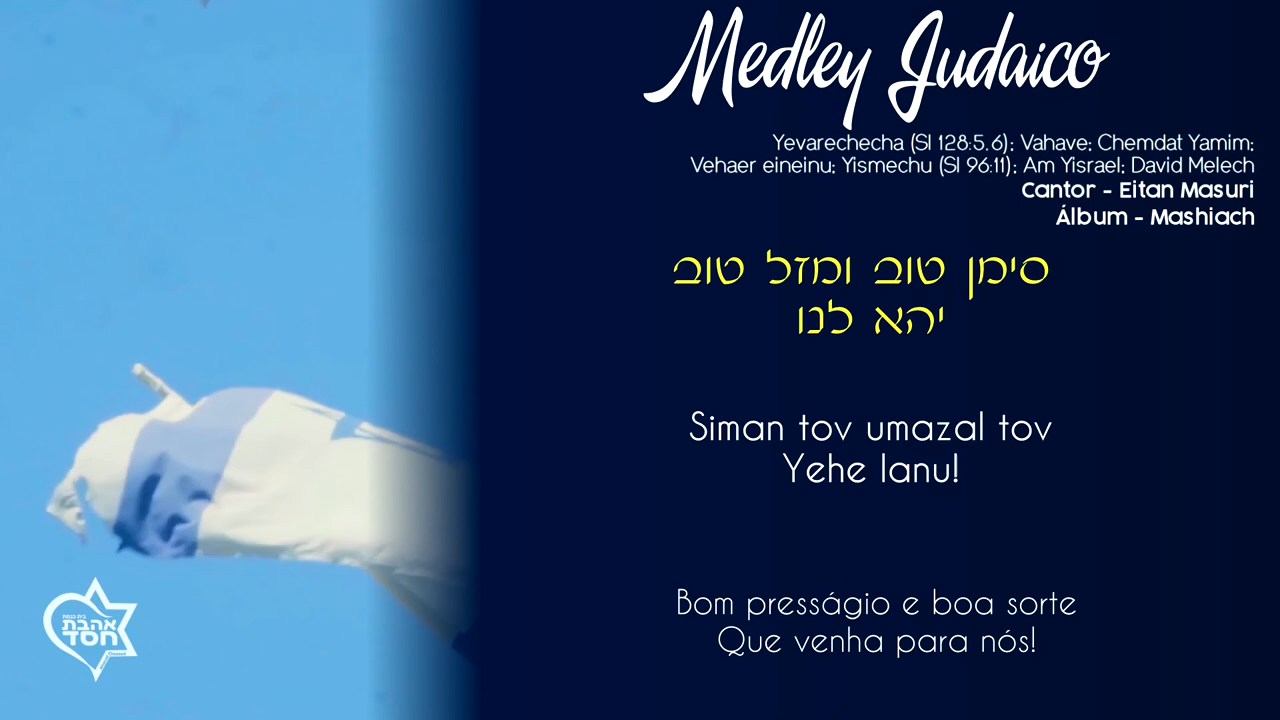 Medley Judaico
Yevarechecha (Sl 128:5,6); Vahave; Chemdat Yamim;
Vehaer eineinu; Yismechu (Sl 96:11); Am Yisrael; David Melech
Cantor - Eitan Masuri
Álbum - Mashiach
סימן טוב ומזל טוב
יהא לנו
Siman tov umazal tov
Yehe lanu!
Bom presságio e boa sorte
Que venha para nós!
בית כנסת
אהבת
חסד